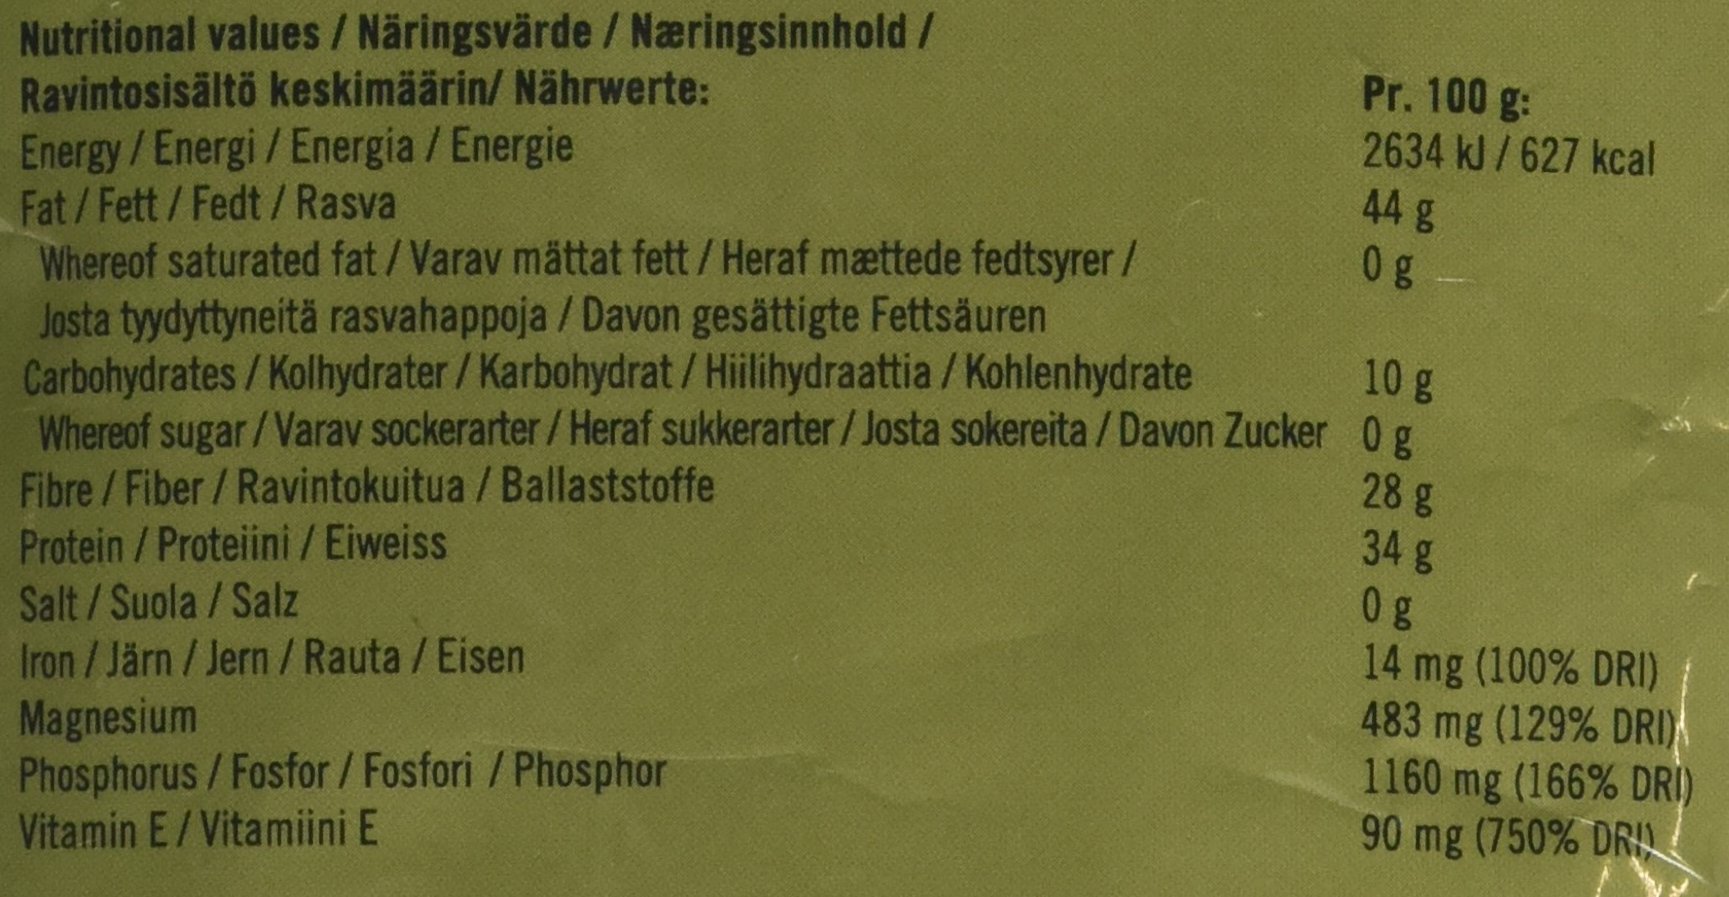 Nutritional values / Näringsvärde / Næringsinnhold /
Ravintosisältö keskimäärin/ Nährwerte: Pr. 100 g:
Energy / Energi / Energia / Energie 2634 kJ / 627 kcal
Fat / Fett / Fedt / Rasva 44 g
Whereof saturated fat / Varav mättat fett / Heraf mættede fedtsyrer / 0 g
Josta tyydyttyneitä rasvahappoja / Davon gesättigte Fettsäuren
Carbohydrates / Kolhydrater / Karbohydrat / Hiilihydraattia / Kohlenhydrate 10 g
Whereof sugar / Varav sockerarter / Heraf sukkerarter / Josta sokereita / Davon Zucker 0 g
Fibre / Fiber / Ravintokuitua / Ballaststoffe 28 g
Protein / Proteiini / Eiweiss 34 g
Salt / Suola / Salz 0 g
Iron / Järn / Jern / Rauta / Eisen 14 mg (100% DRI)
Magnesium 483 mg (129% DRI)
Phosphorus / Fosfor / Fosfori / Phosphor 1160 mg (166% DRI)
Vitamin E / Vitamiini E 90 mg (750% DRI)